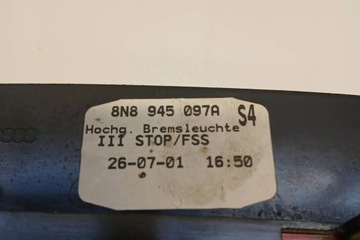 8N8 945 097A S4
Hochg. Bremsleuchte
III STOP/FSS
26-07-01 16:50